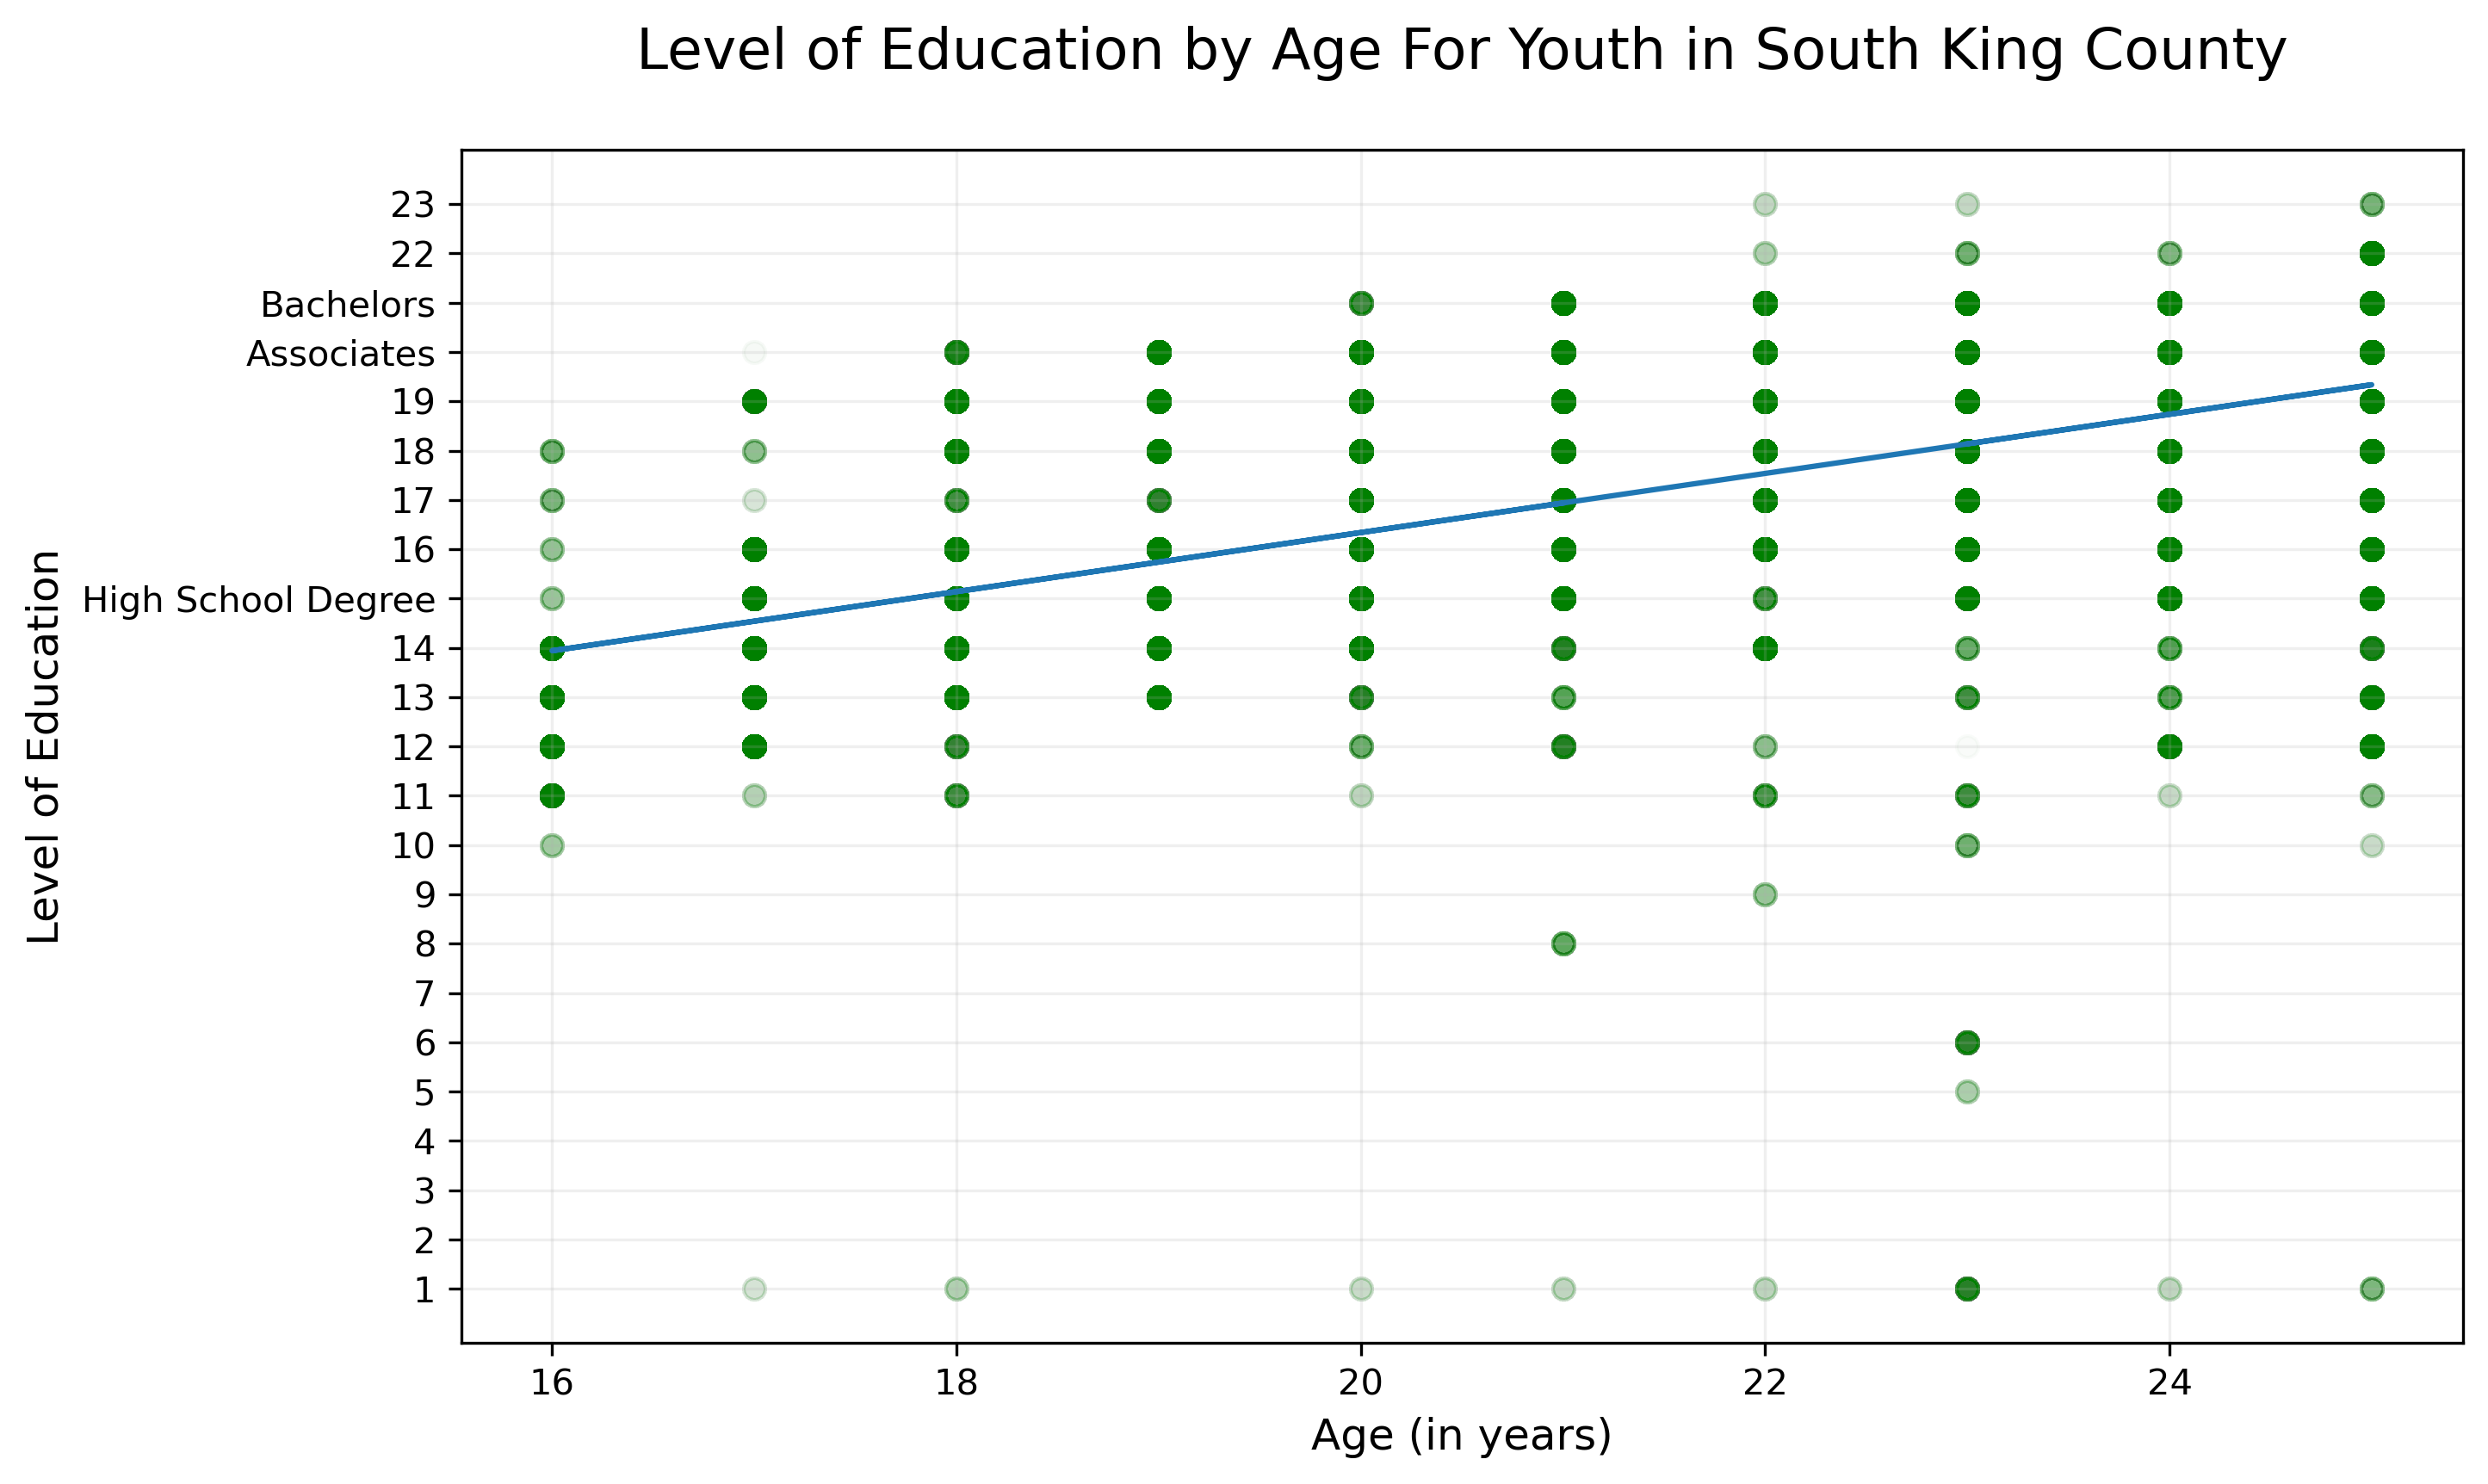 Level of Education by Age For Youth in South King County
23
22
Bachelors
Associates
19
18
17
16
High School Degree
14
13
12
11
10
9
8
7
6
5
4
3
2
1
Level of Education
16 18 20 22 24
Age (in years)